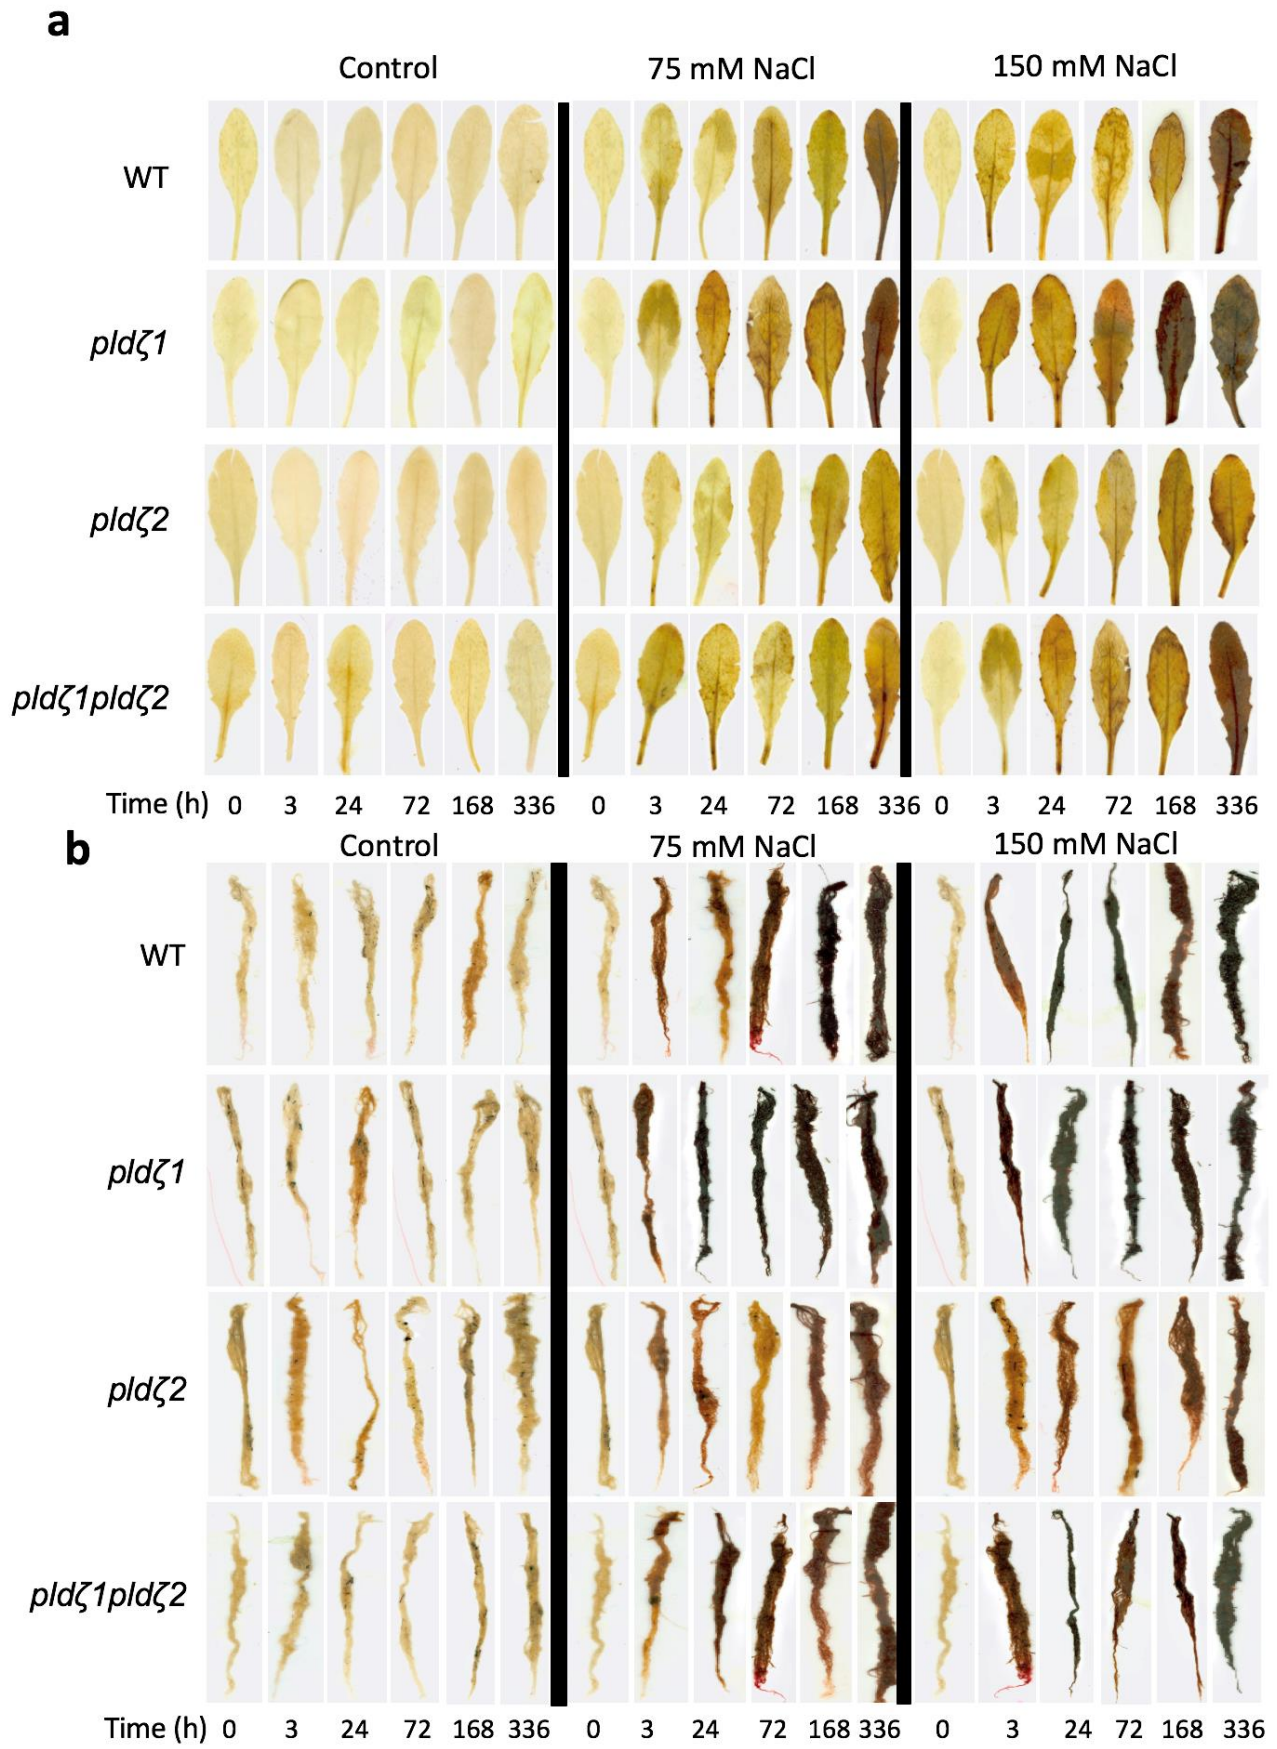 a
Control 75 mM NaCl 150 mM NaCl
WT
pldζ1
pldζ2
pldζ1pldζ2
Time (h) 0 3 24 72 168 336 0 3 24 72 168 336 0 3 24 72 168 336
b
Control 75 mM NaCl 150 mM NaCl
WT
pldζ1
pldζ2
pldζ1pldζ2
Time (h) 0 3 24 72 168 336 0 3 24 72 168 336 0 3 24 72 168 336